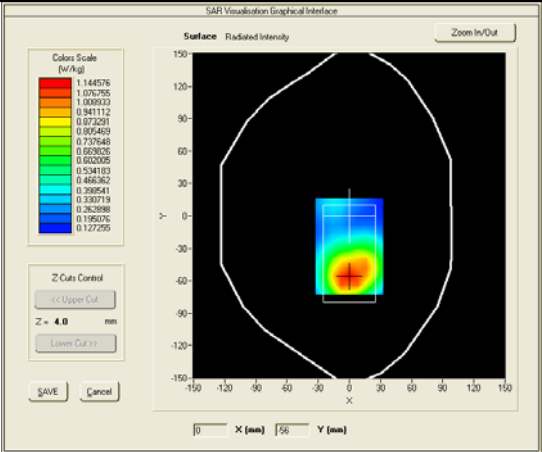 SAR Visualisation Graphical Interface
Surface Radiated Intensity
Zoom In/Out
Colors Scale
(W/kg)
1.144576
1.076755
1.008933
0.941112
0.873291
0.805469
0.737648
0.669826
0.602005
0.534183
0.466362
0.398541
0.330719
0.262898
0.195076
0.127255
Z-Cuts Control
<< Upper Cut
Z = 4.0 mm
Lower Cut >>
SAVE Cancel
150-
120-
90-
60-
30-
0-
-30-
-60-
-90-
-120-
-150-
Y
-150 -120 -90 -60 -30 0 30 60 90 120 150
X
0 X (mm) -56 Y (mm)